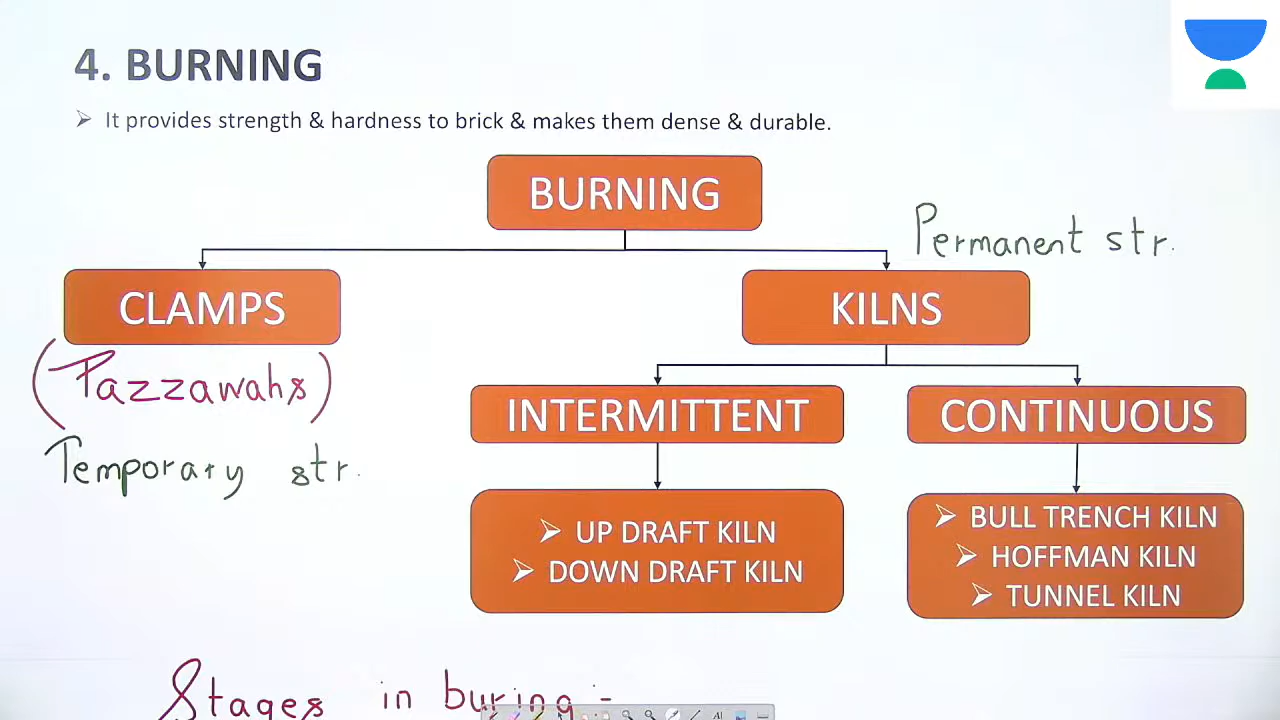 4. BURNING
➢ It provides strength & hardness to brick & makes them dense & durable.
BURNING
Permanent str.
CLAMPS
KILNS
(Pazzawahs)
Temporary str.
INTERMITTENT
CONTINUOUS
➢ UP DRAFT KILN
➢ DOWN DRAFT KILN
➢ BULL TRENCH KILN
➢ HOFFMAN KILN
➢ TUNNEL KILN
Stages in buring :-